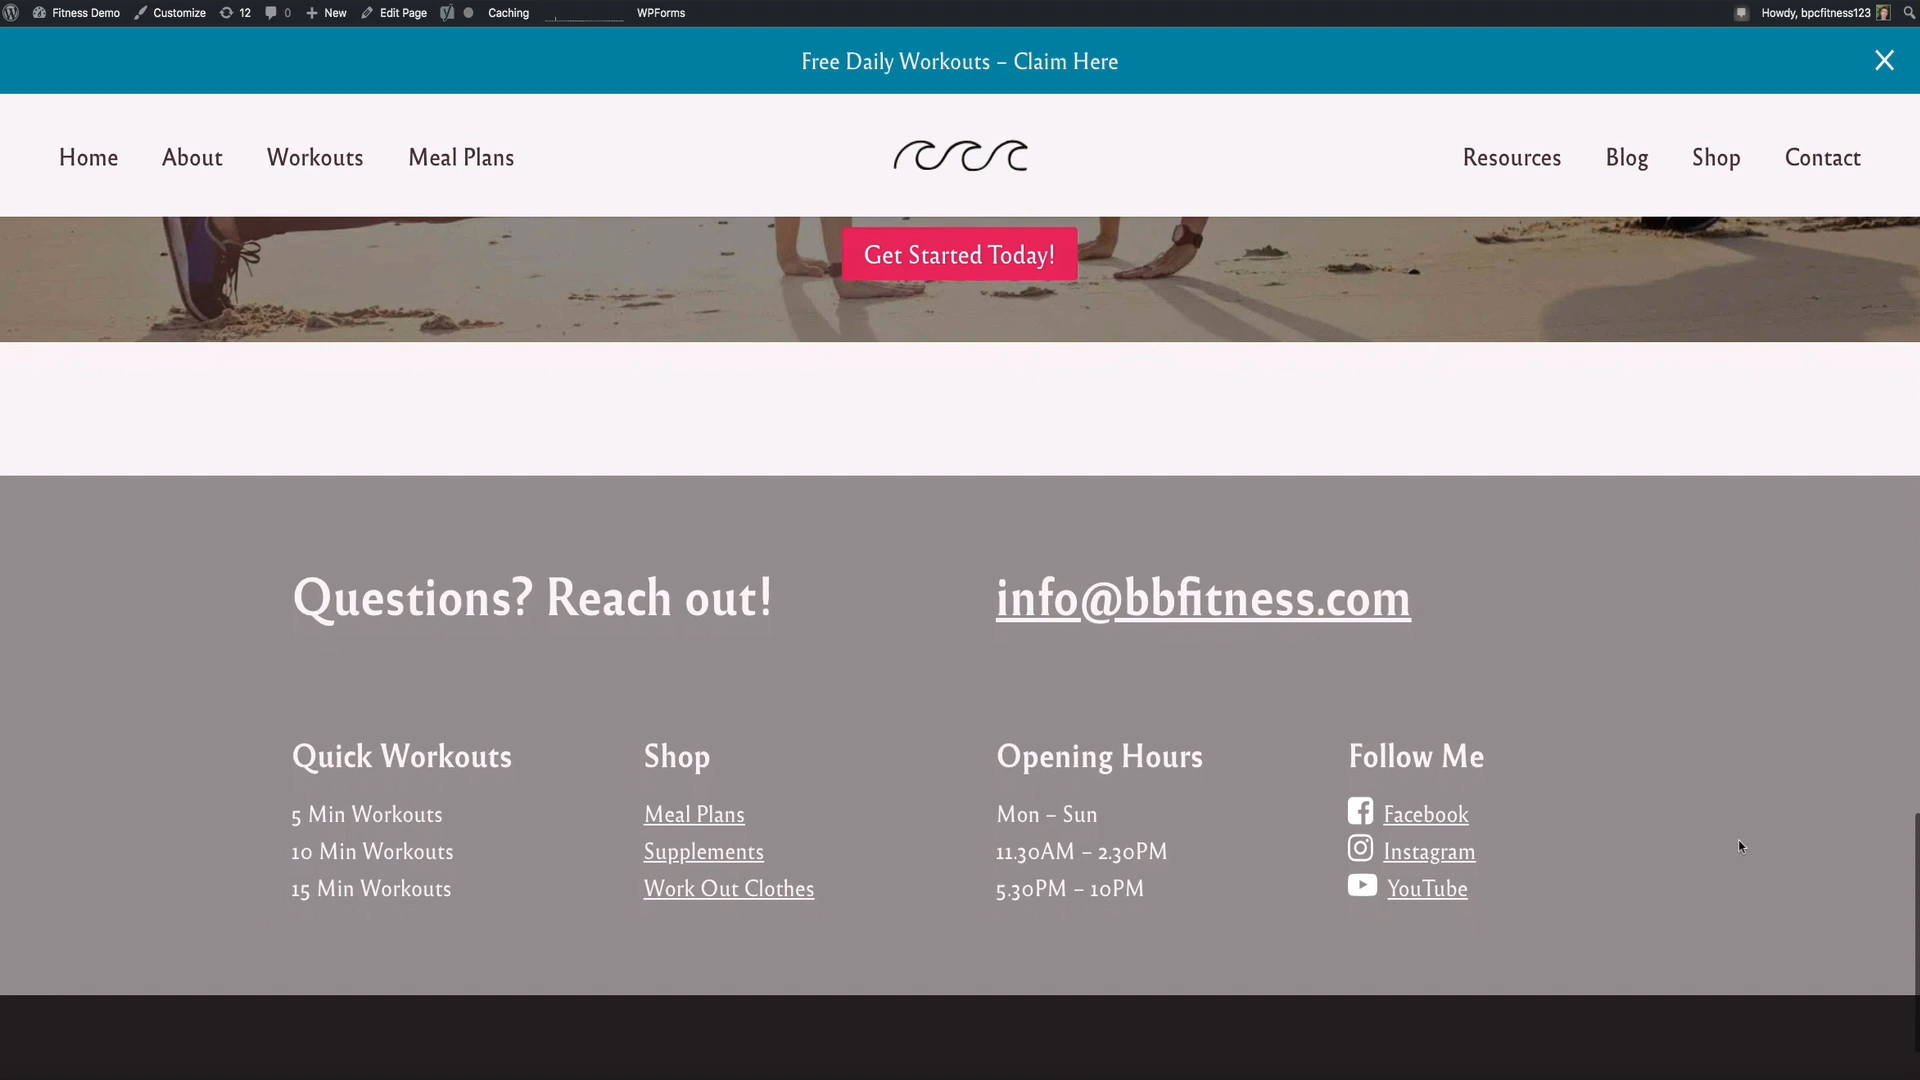 Fitness Demo Customize 12 0 New Edit Page Caching WPForms Howdy, bpcfitness123
Free Daily Workouts – Claim Here
Home About Workouts Meal Plans Resources Blog Shop Contact
Get Started Today!
Questions? Reach out! info@bbfitness.com
Quick Workouts
5 Min Workouts
10 Min Workouts
15 Min Workouts
Shop
Meal Plans
Supplements
Work Out Clothes
Opening Hours
Mon – Sun
11.30AM – 2.30PM
5.30PM – 10PM
Follow Me
Facebook
Instagram
YouTube